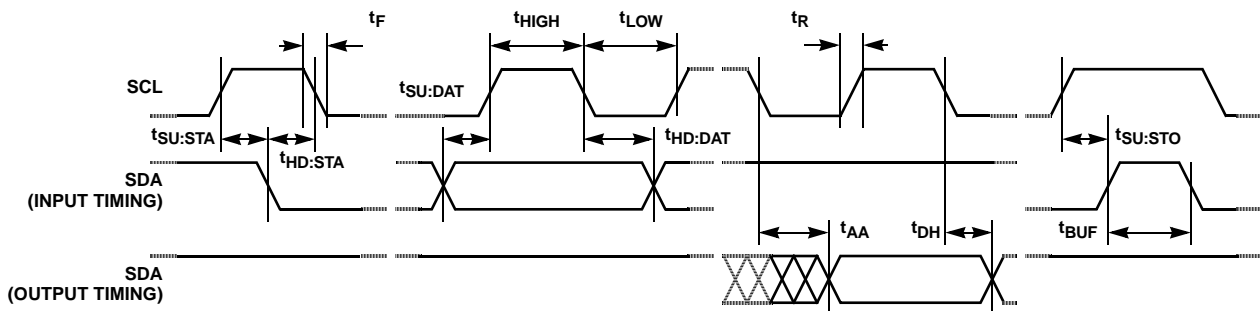 tF
tHIGH
tLOW
tR
SCL
tSU:DAT
tSU:STA
tHD:STA
tHD:DAT
tSU:STO
SDA
(INPUT TIMING)
tAA
tDH
tBUF
SDA
(OUTPUT TIMING)